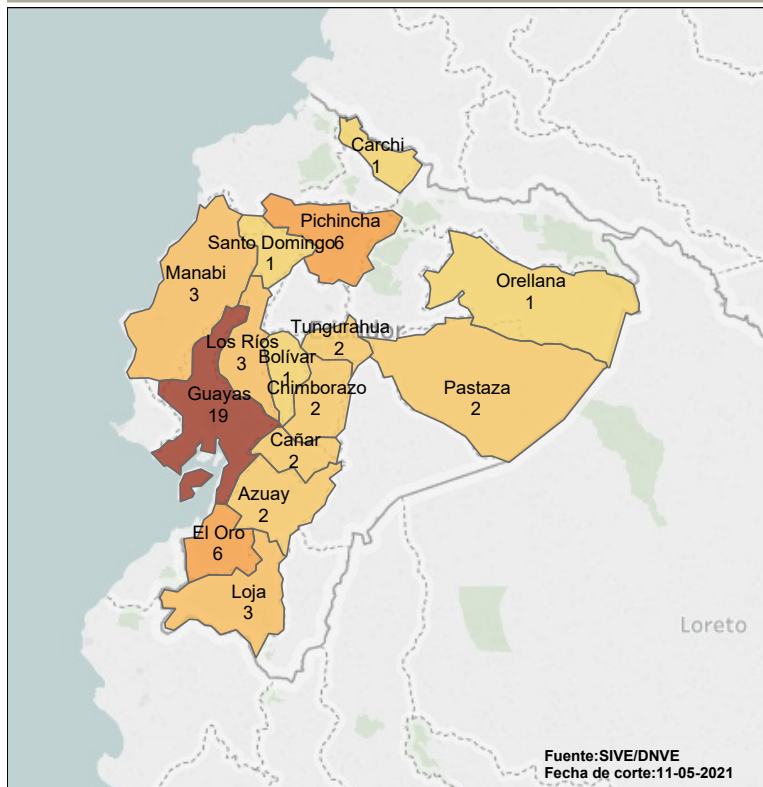 Carchi
1
Pichincha
6
Santo Domingo
1
Manabi
3
Orellana
1
Tungurahua
2
Los Ríos
3
Bolívar
1
Chimborazo
2
Guayas
19
Pastaza
2
Cañar
2
Azuay
2
El Oro
6
Loja
3
Loreto
Fuente:SIVE/DNVE
Fecha de corte:11-05-2021